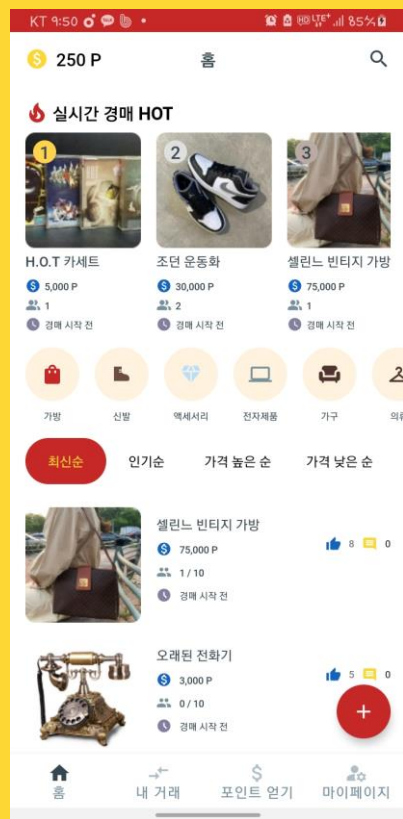 KT 9:50
85%
250 P
홈
실시간 경매 HOT
1
2
3
H.O.T 카세트
조던 운동화
셀린느 빈티지 가방
5,000 P
30,000 P
75,000 P
1
2
1
경매 시작 전
경매 시작 전
경매 시작 전
가방
신발
액세서리
전자제품
가구
의류
최신순
인기순
가격 높은 순
가격 낮은 순
셀린느 빈티지 가방
75,000 P
8
0
1 / 10
경매 시작 전
오래된 전화기
3,000 P
5
0
0 / 10
경매 시작 전
+
홈
내 거래
포인트 얻기
마이페이지